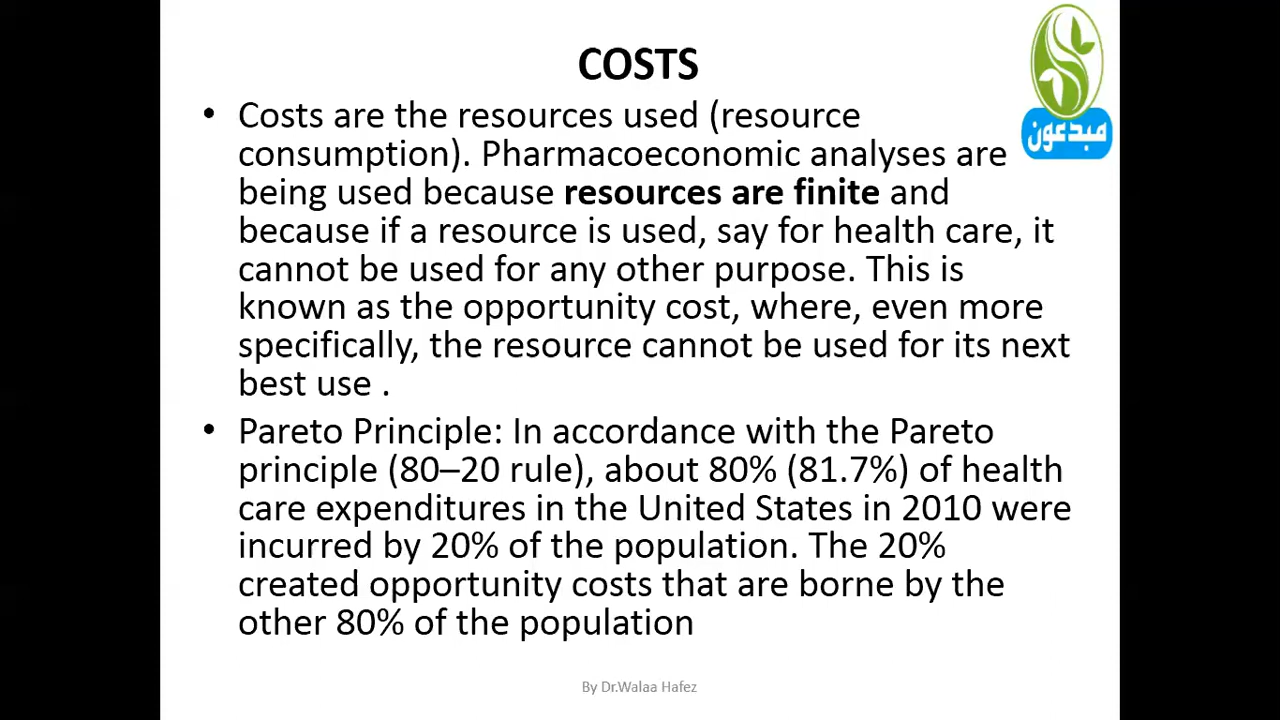 COSTS
مبدعون
• Costs are the resources used (resource
consumption). Pharmacoeconomic analyses are
being used because resources are finite and
because if a resource is used, say for health care, it
cannot be used for any other purpose. This is
known as the opportunity cost, where, even more
specifically, the resource cannot be used for its next
best use .
• Pareto Principle: In accordance with the Pareto
principle (80–20 rule), about 80% (81.7%) of health
care expenditures in the United States in 2010 were
incurred by 20% of the population. The 20%
created opportunity costs that are borne by the
other 80% of the population
By Dr.Walaa Hafez